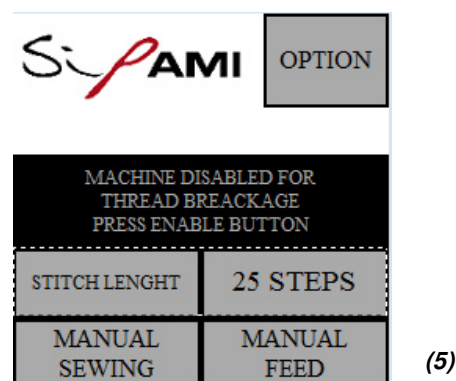 SiPAMI
OPTION
MACHINE DISABLED FOR
THREAD BREACKAGE
PRESS ENABLE BUTTON
STITCH LENGHT
25 STEPS
MANUAL
SEWING
MANUAL
FEED
(5)